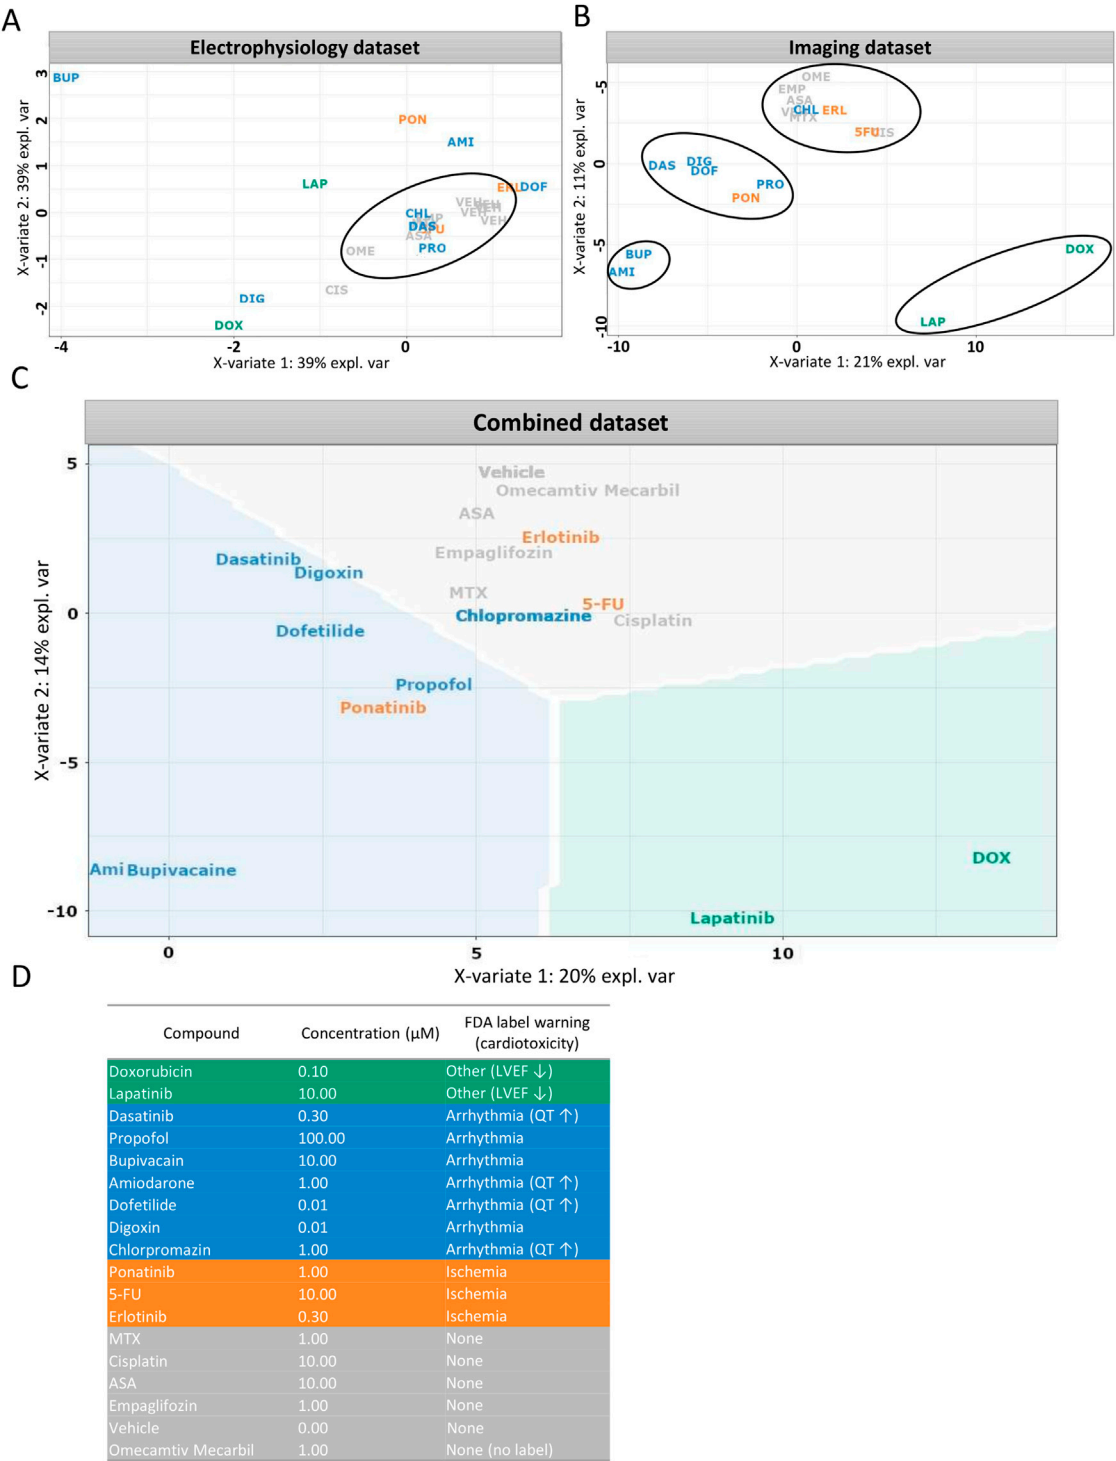 A
Electrophysiology dataset
X-variate 2: 39% expl. var
3
2
1
0
-1
-2
BUP
PON
AMI
LAP
DOF
VEH
VEH
VEH
CHL
DAS
ASA
PRO
OME
CIS
DIG
DOX
-4
-2
0
X-variate 1: 39% expl. var
B
Imaging dataset
X-variate 2: 11% expl. var
-5
0
-5
-10
OME
EMP
ASA
CHL
ERL
MTX
5FU
DAS
DIG
DOF
PRO
PON
BUP
AMI
DOX
LAP
-10
0
10
X-variate 1: 21% expl. var
C
Combined dataset
X-variate 2: 14% expl. var
5
0
-5
-10
Vehicle
Omecamtiv Mecarbil
ASA
Erlotinib
Empaglifozin
Dasatinib
Digoxin
MTX
5-FU
Chlopromazine
Cisplatin
Dofetilide
Propofol
Ponatinib
Ami Bupivacaine
DOX
Lapatinib
0
5
10
X-variate 1: 20% expl. var
D
Compound Concentration (µM) FDA label warning
(cardiotoxicity)
Doxorubicin 0.10 Other (LVEF ↓)
Lapatinib 10.00 Other (LVEF ↓)
Dasatinib 0.30 Arrhythmia (QT ↑)
Propofol 100.00 Arrhythmia
Bupivacain 10.00 Arrhythmia
Amiodarone 1.00 Arrhythmia (QT ↑)
Dofetilide 0.01 Arrhythmia (QT ↑)
Digoxin 0.01 Arrhythmia
Chlorpromazin 1.00 Arrhythmia (QT ↑)
Ponatinib 1.00 Ischemia
5-FU 10.00 Ischemia
Erlotinib 0.30 Ischemia
MTX 1.00 None
Cisplatin 10.00 None
ASA 10.00 None
Empaglifozin 1.00 None
Vehicle 0.00 None
Omecamtiv Mecarbil 1.00 None (no label)